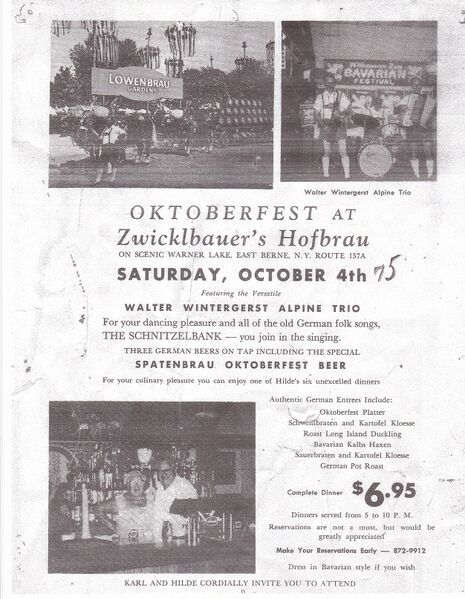 LOWENBRAU
GARDENS
Willkommen Zum
BAVARIAN
FESTIVAL
Walter Wintergerst Alpine Trio
OKTOBERFEST AT
Zwicklbauer's Hofbrau
ON SCENIC WARNER LAKE, EAST BERNE, N.Y. ROUTE 157A
SATURDAY, OCTOBER 4th 75
Featuring the Versatile
WALTER WINTERGERST ALPINE TRIO
For your dancing pleasure and all of the old German folk songs,
THE SCHNITZELBANK — you join in the singing.
THREE GERMAN BEERS ON TAP INCLUDING THE SPECIAL
SPATENBRAU OKTOBERFEST BEER
For your culinary pleasure you can enjoy one of Hilde's six unexcelled dinners
Authentic German Entrees Include:
Oktoberfest Platter
Schweinbraten and Kartofel Kloesse
Roast Long Island Duckling
Bavarian Kalbs Haxen
Sauerbraten and Kartofel Kloesse
German Pot Roast
Complete Dinner $6.95
Dinners served from 5 to 10 P. M.
Reservations are not a must, but would be
greatly appreciated
Make Your Reservations Early — 872-9912
Dress in Bavarian style if you wish
KARL AND HILDE CORDIALLY INVITE YOU TO ATTEND